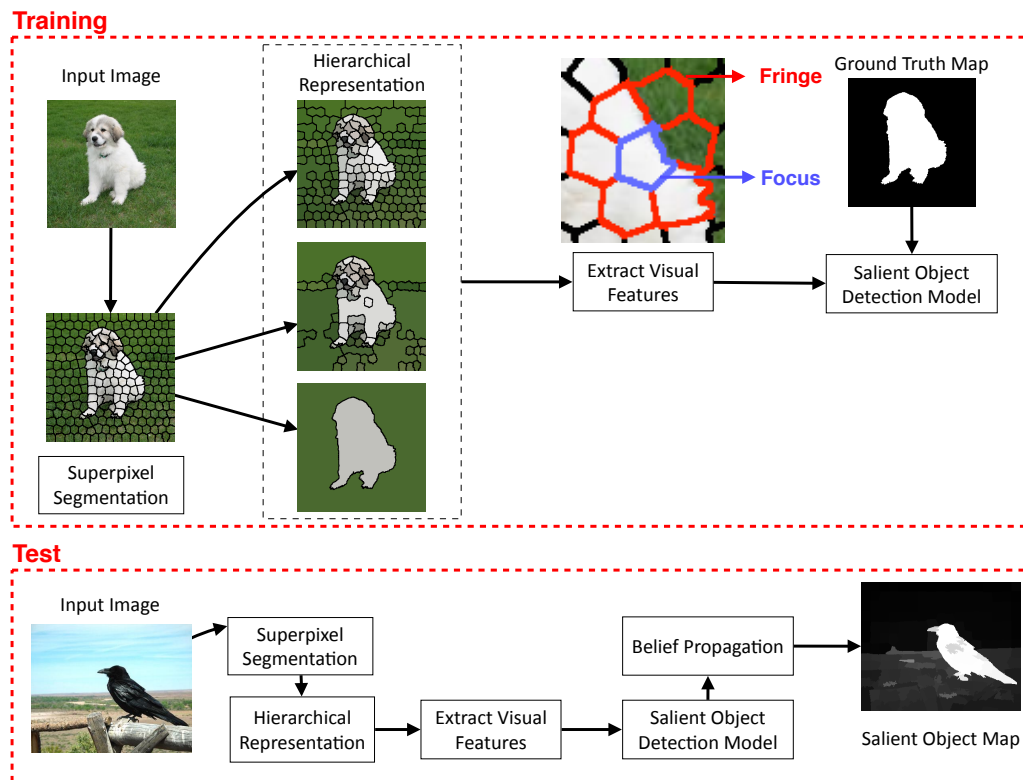 Training
Input Image
Hierarchical
Representation
Fringe
Focus
Ground Truth Map
Extract Visual
Features
Salient Object
Detection Model
Superpixel
Segmentation
Test
Input Image
Superpixel
Segmentation
Hierarchical
Representation
Extract Visual
Features
Salient Object
Detection Model
Belief Propagation
Salient Object Map